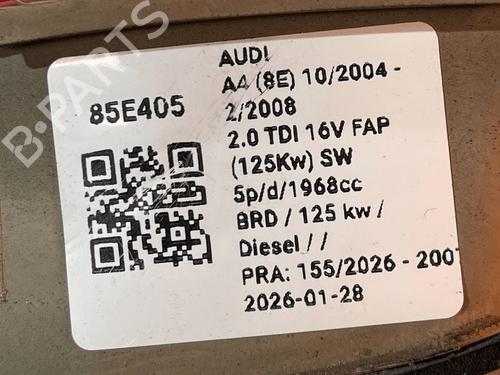 85E405
AUDI
A4 (8E) 10/2004 -
2/2008
2.0 TDI 16V FAP
(125Kw) SW
5p/d/1968cc
BRD / 125 kw /
Diesel / /
PRA: 155/2026 - 2001
2026-01-28
B-PARTS